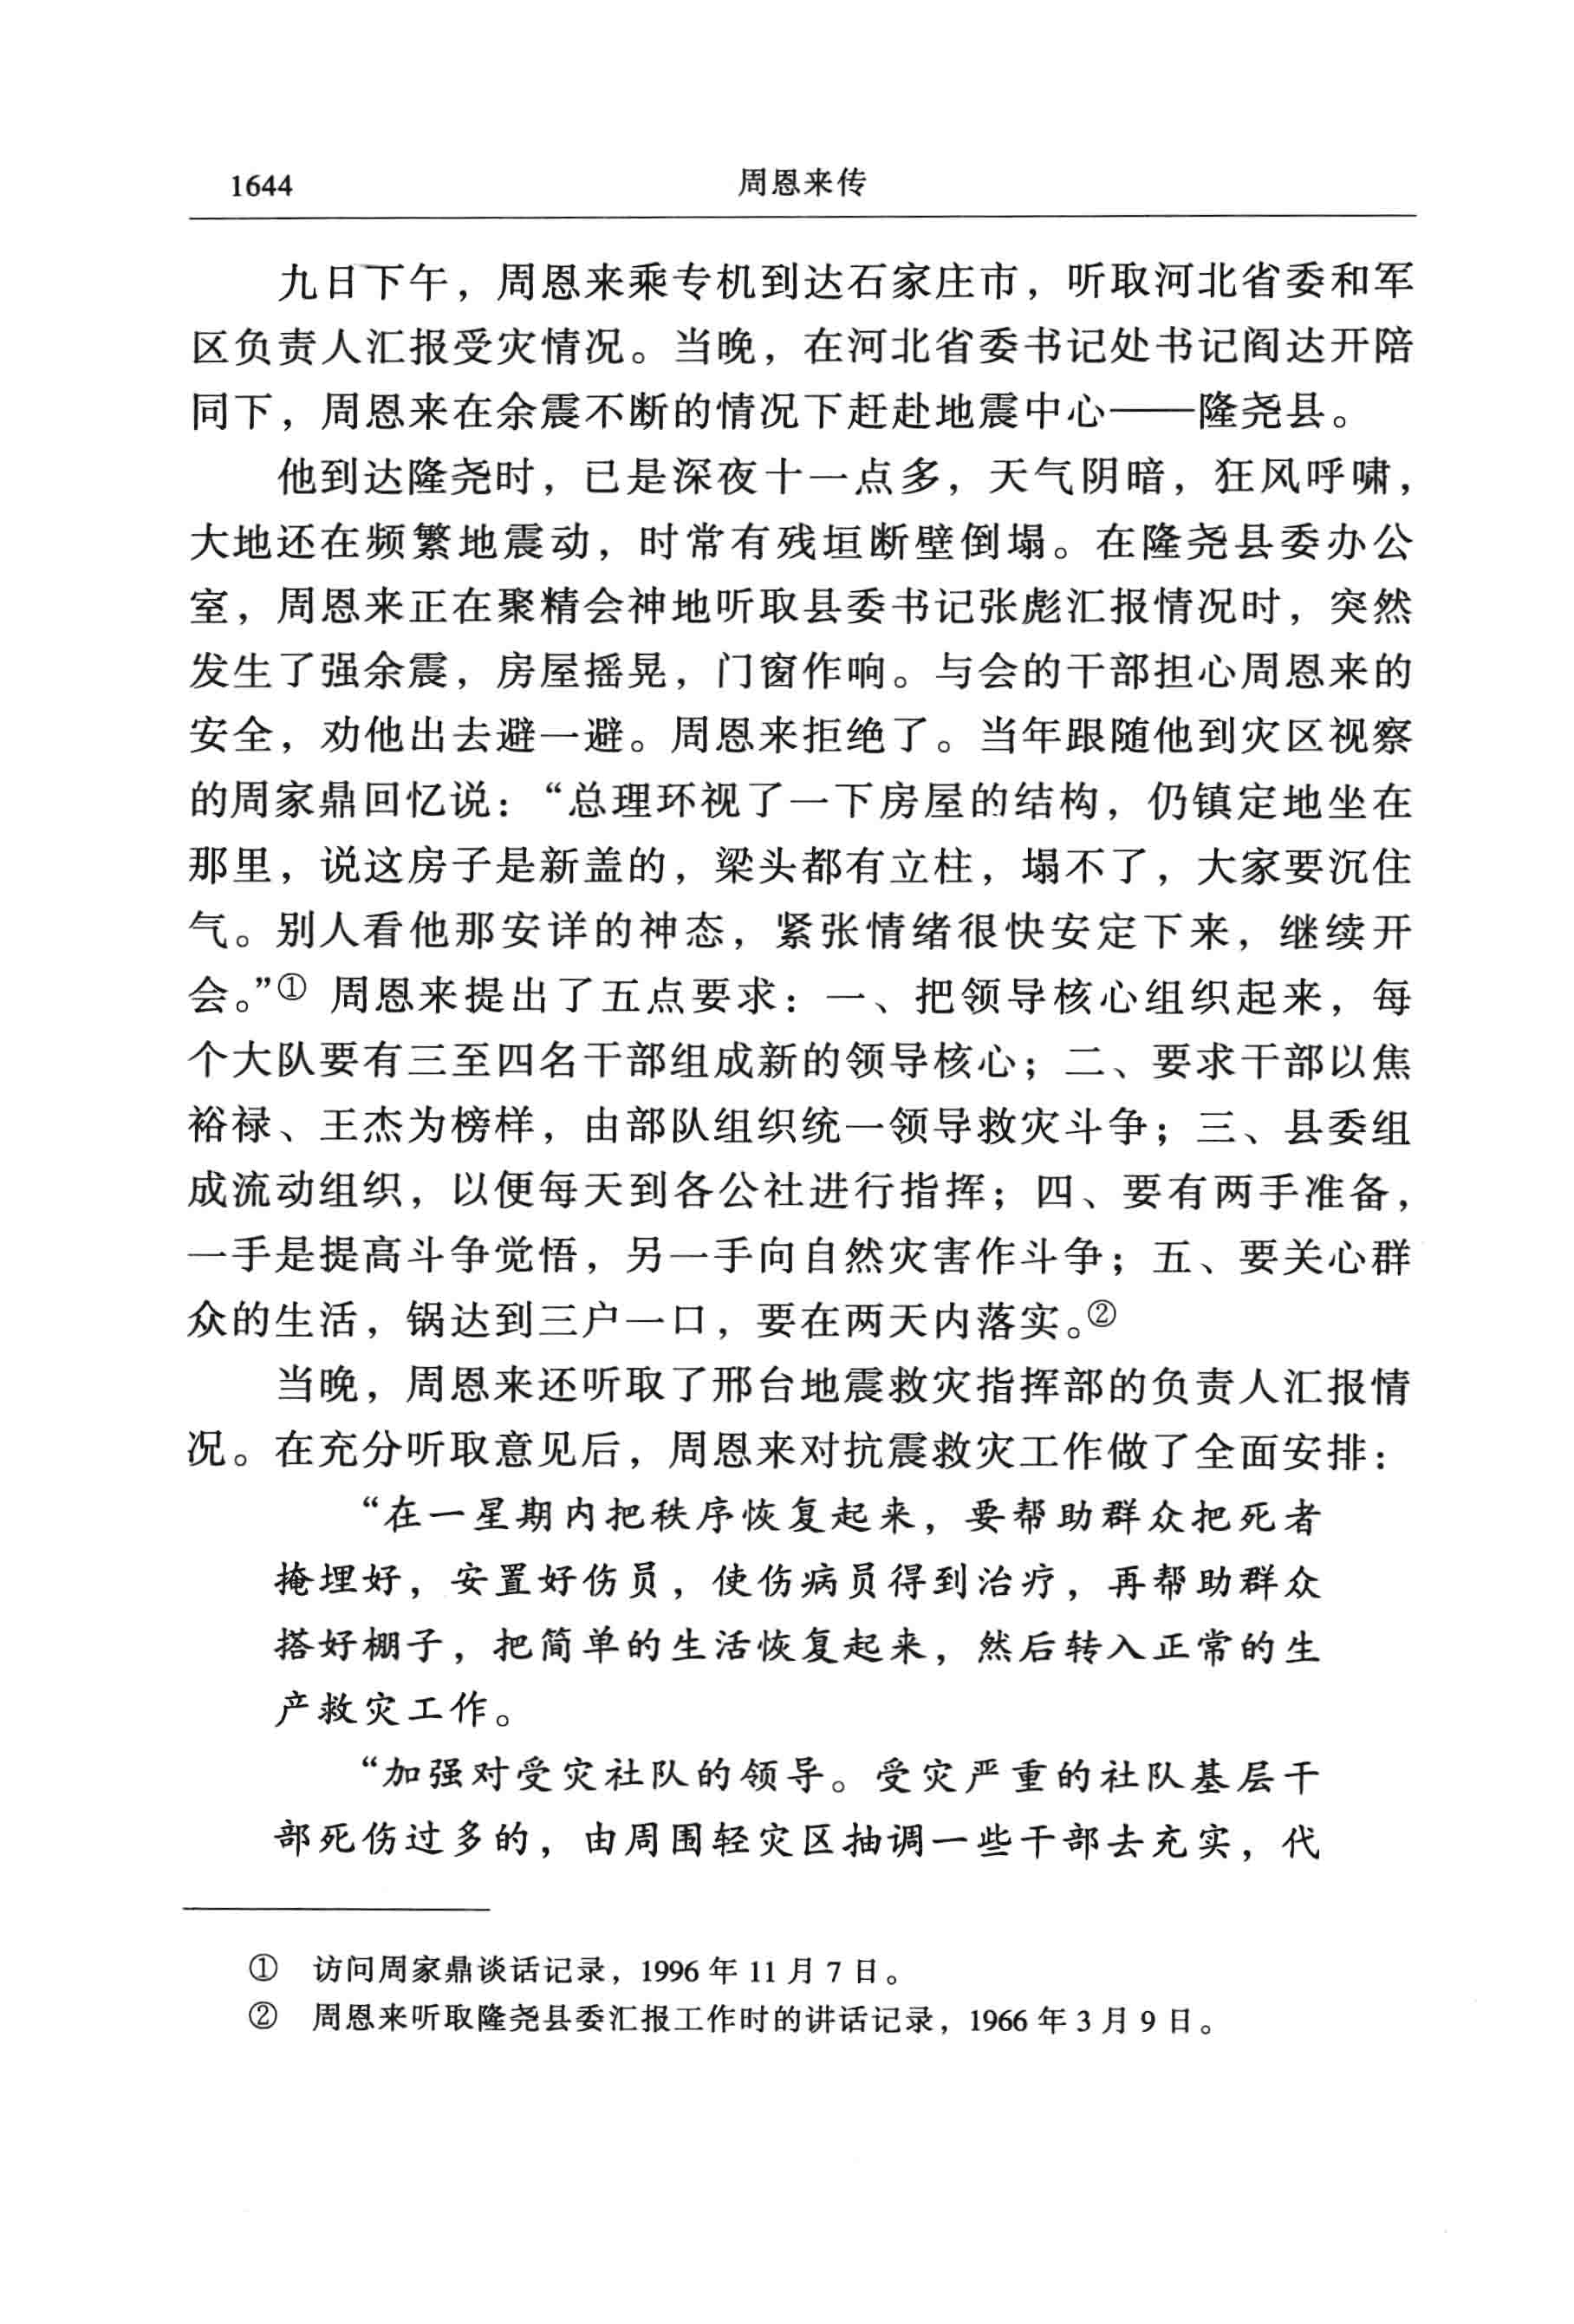 1644
周恩来传
九日下午，周恩来乘专机到达石家庄市，听取河北省委和军
区负责人汇报受灾情况。当晚，在河北省委书记处书记阎达开陪
同下，周恩来在余震不断的情况下赶赴地震中心——隆尧县。
他到达隆尧时，已是深夜十一点多，天气阴暗，狂风呼啸，
大地还在频繁地震动，时常有残垣断壁倒塌。在隆尧县委办公
室，周恩来正在聚精会神地听取县委书记张彪汇报情况时，突然
发生了强余震，房屋摇晃，门窗作响。与会的干部担心周恩来的
安全，劝他出去避一避。周恩来拒绝了。当年跟随他到灾区视察
的周家鼎回忆说：“总理环视了一下房屋的结构，仍镇定地坐在
那里，说这房子是新盖的，梁头都有立柱，塌不了，大家要沉住
气。别人看他那安详的神态，紧张情绪很快安定下来，继续开
会。”① 周恩来提出了五点要求：一、把领导核心组织起来，每
个大队要有三至四名干部组成新的领导核心；二、要求干部以焦
裕禄、王杰为榜样，由部队组织统一领导救灾斗争；三、县委组
成流动组织，以便每天到各公社进行指挥；四、要有两手准备，
一手是提高斗争觉悟，另一手向自然灾害作斗争；五、要关心群
众的生活，锅达到三户一口，要在两天内落实。②
当晚，周恩来还听取了邢台地震救灾指挥部的负责人汇报情
况。在充分听取意见后，周恩来对抗震救灾工作做了全面安排：
“在一星期内把秩序恢复起来，要帮助群众把死者
掩埋好，安置好伤员，使伤病员得到治疗，再帮助群众
搭好棚子，把简单的生活恢复起来，然后转入正常的生
产救灾工作。
“加强对受灾社队的领导。受灾严重的社队基层干
部死伤过多的，由周围轻灾区抽调一些干部去充实，代
① 访问周家鼎谈话记录，1996 年 11 月 7 日。
② 周恩来听取隆尧县委汇报工作时的讲话记录，1966 年 3 月 9 日。